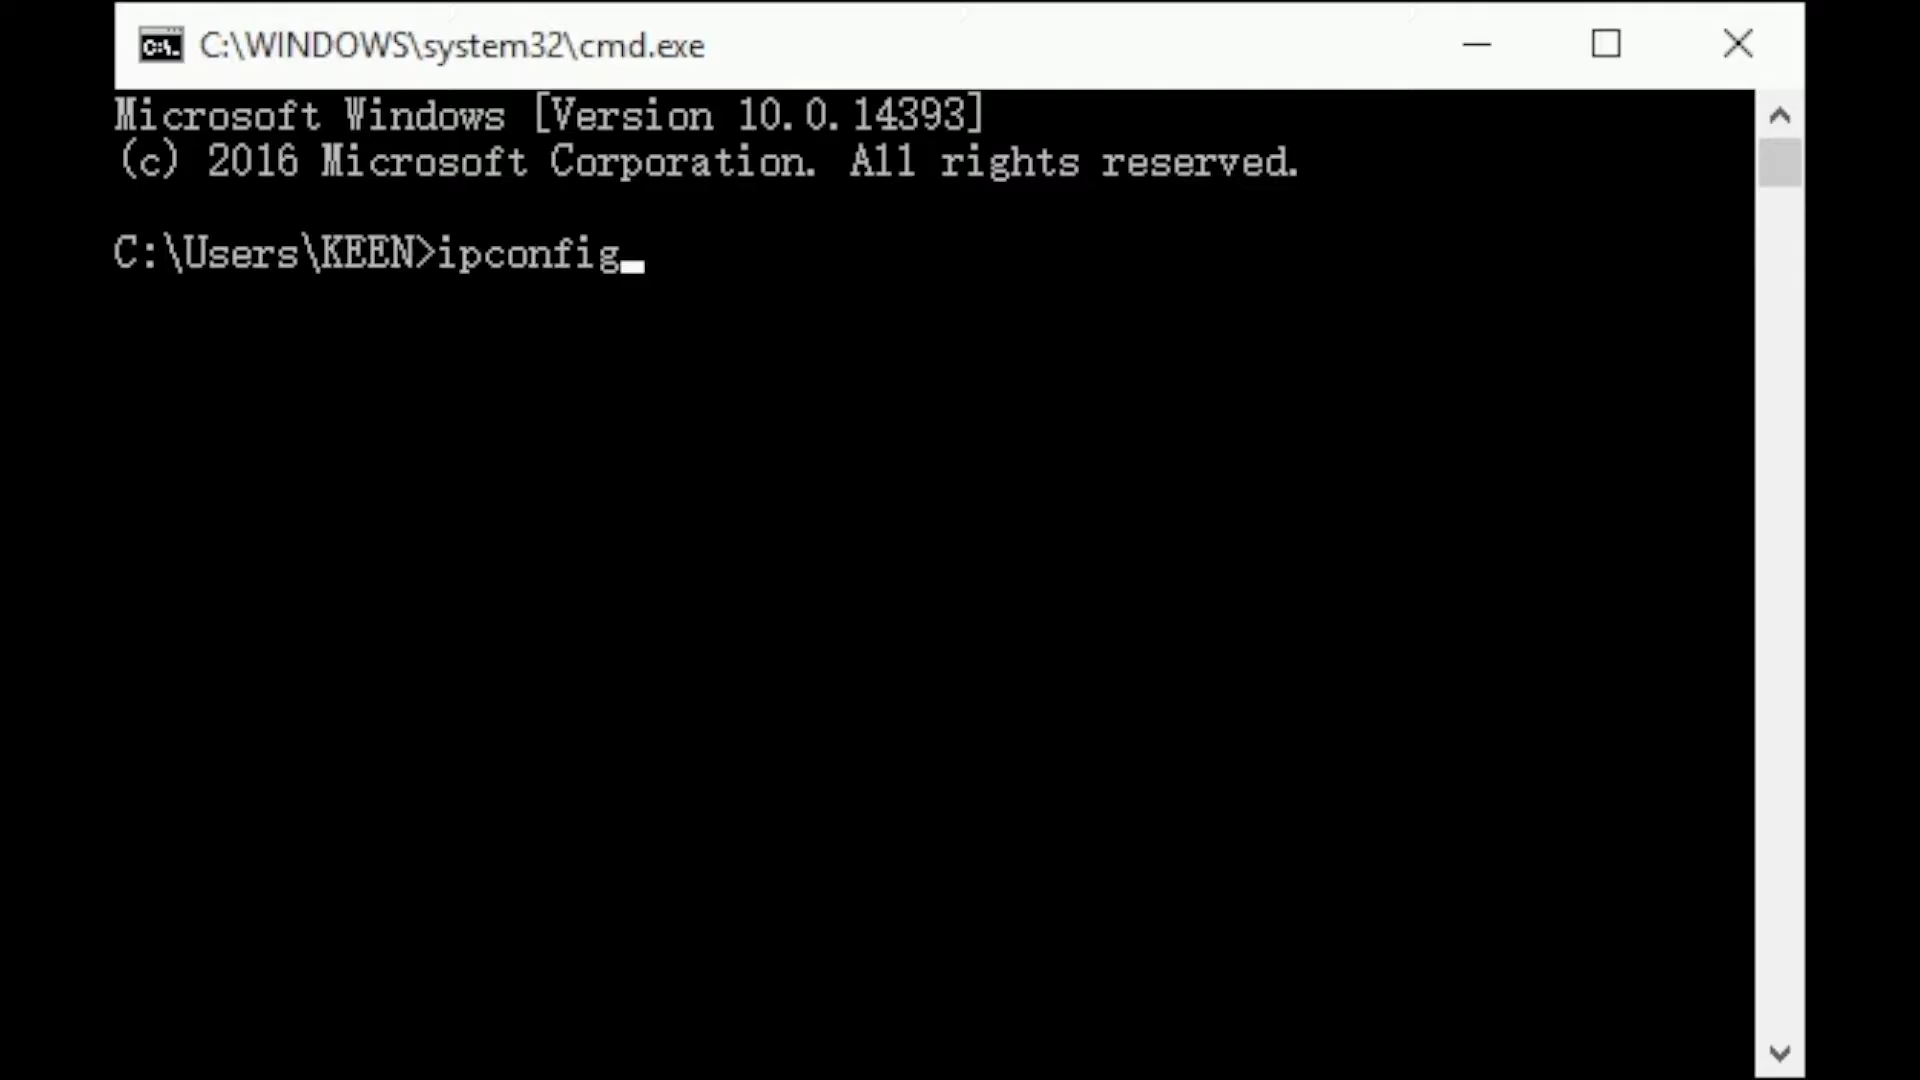 C:\WINDOWS\system32\cmd.exe
Microsoft Windows [Version 10.0.14393]
(c) 2016 Microsoft Corporation. All rights reserved.
C:\Users\KEEN>ipconfig